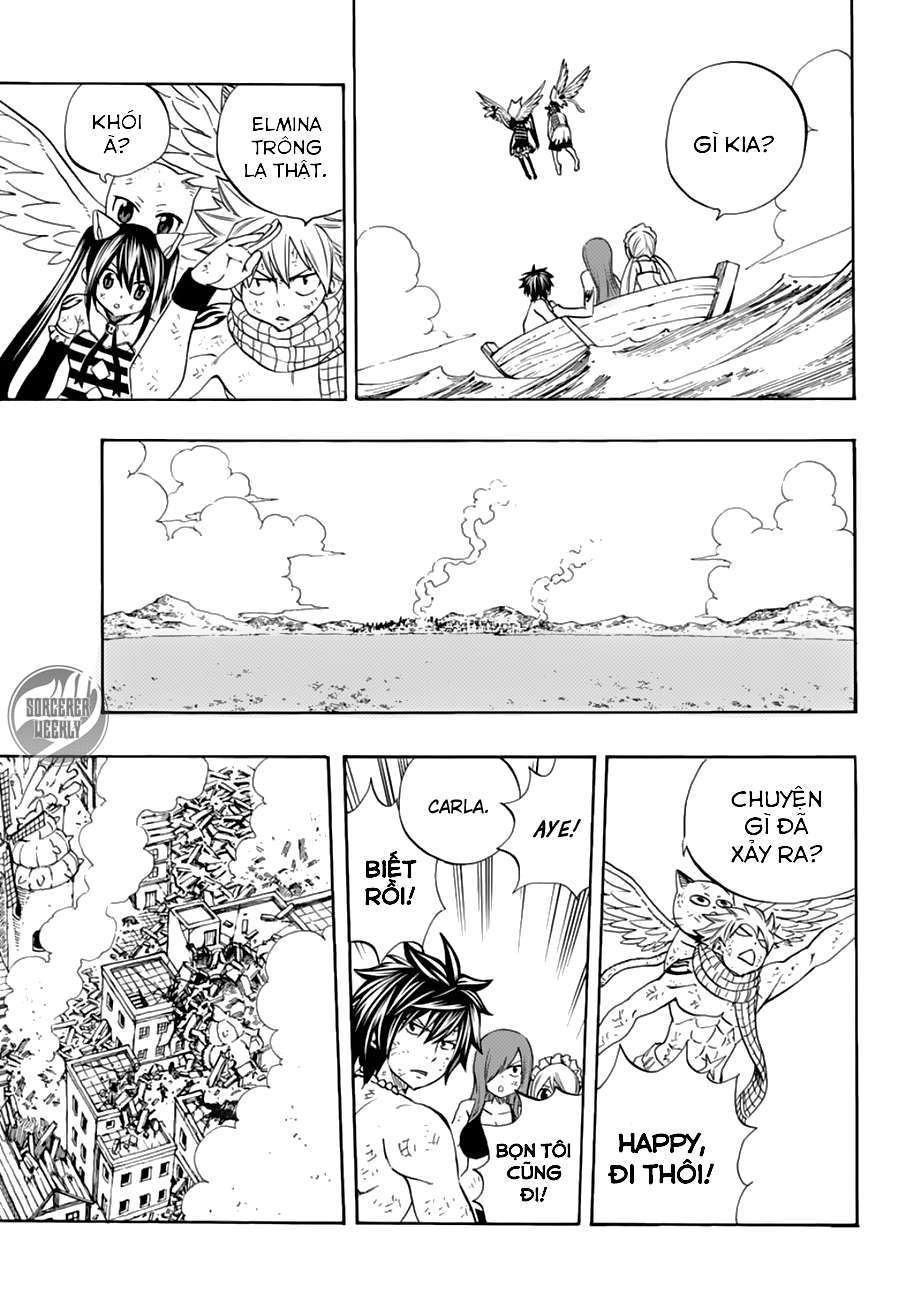 GÌ KIA?
ELMINA
TRÔNG
LẠ THẬT.
KHÓI
Ã?
CHUYỆN
GÌ ĐÃ
XẢY RA?
HAPPY,
ĐI THÔI!
AYE!
CARLA.
BIẾT
RỒI!
BỌN TÔI
CŨNG
ĐI!
SORCERER
WEEKLY